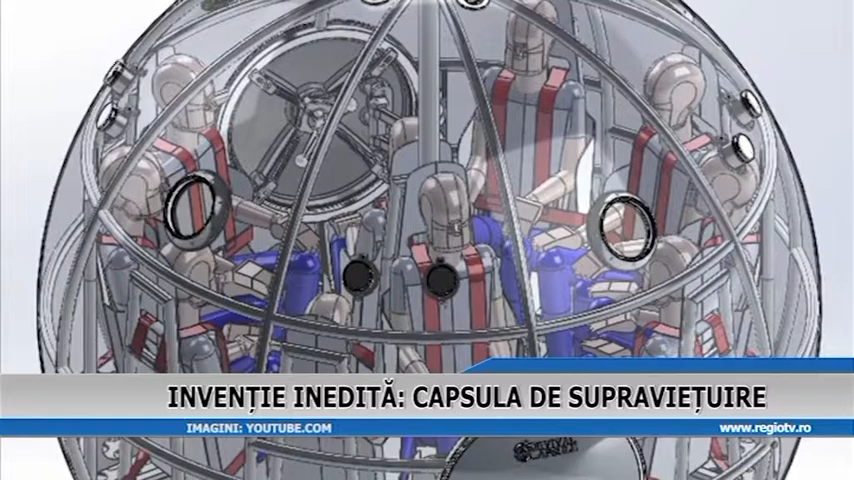 INVENȚIE INEDITĂ: CAPSULA DE SUPRAVIEȚUIRE
IMAGINI: YOUTUBE.COM
www.regiotv.ro